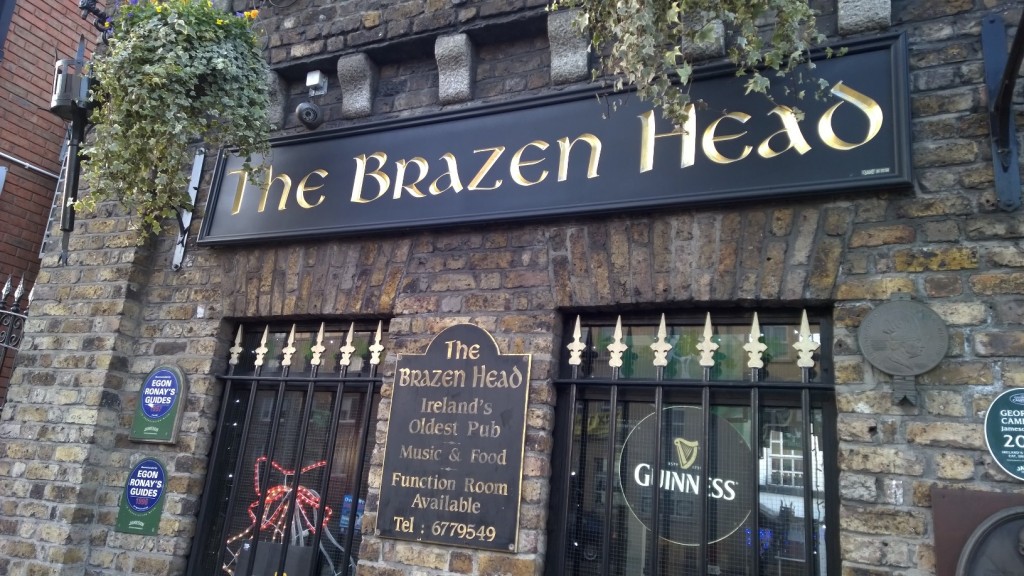 The Brazen Head
The
Brazen Head
Ireland's
Oldest Pub
Music & Food
Function Room
Available
Tel : 6779549
EGON
RONAY'S
GUIDES
EGON
RONAY'S
GUIDES
GUINNESS